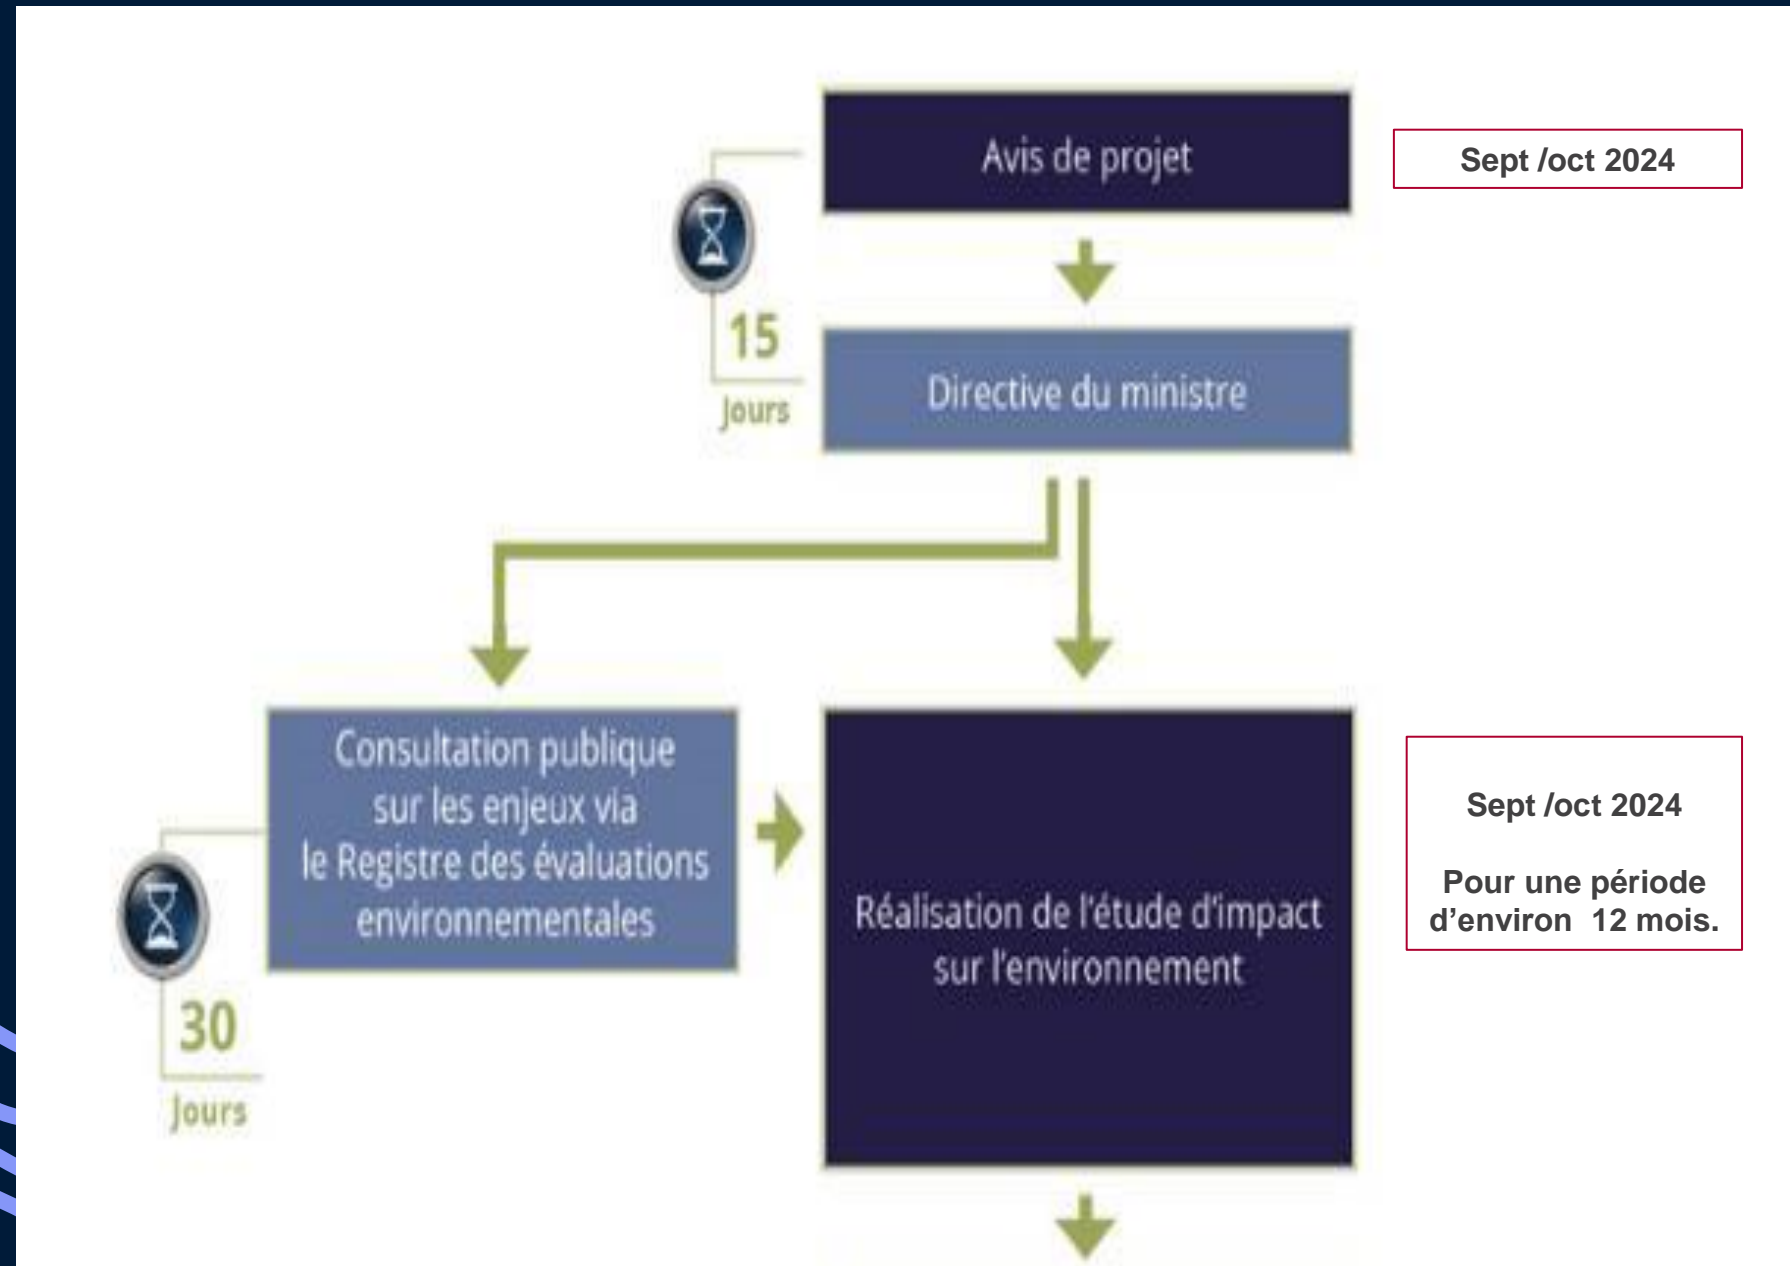 Avis de projet
Sept /oct 2024
15
Jours
Directive du ministre
Consultation publique
sur les enjeux via
le Registre des évaluations
environnementales
30
Jours
Réalisation de l'étude d'impact
sur l'environnement
Sept /oct 2024
Pour une période
d’environ  12 mois.